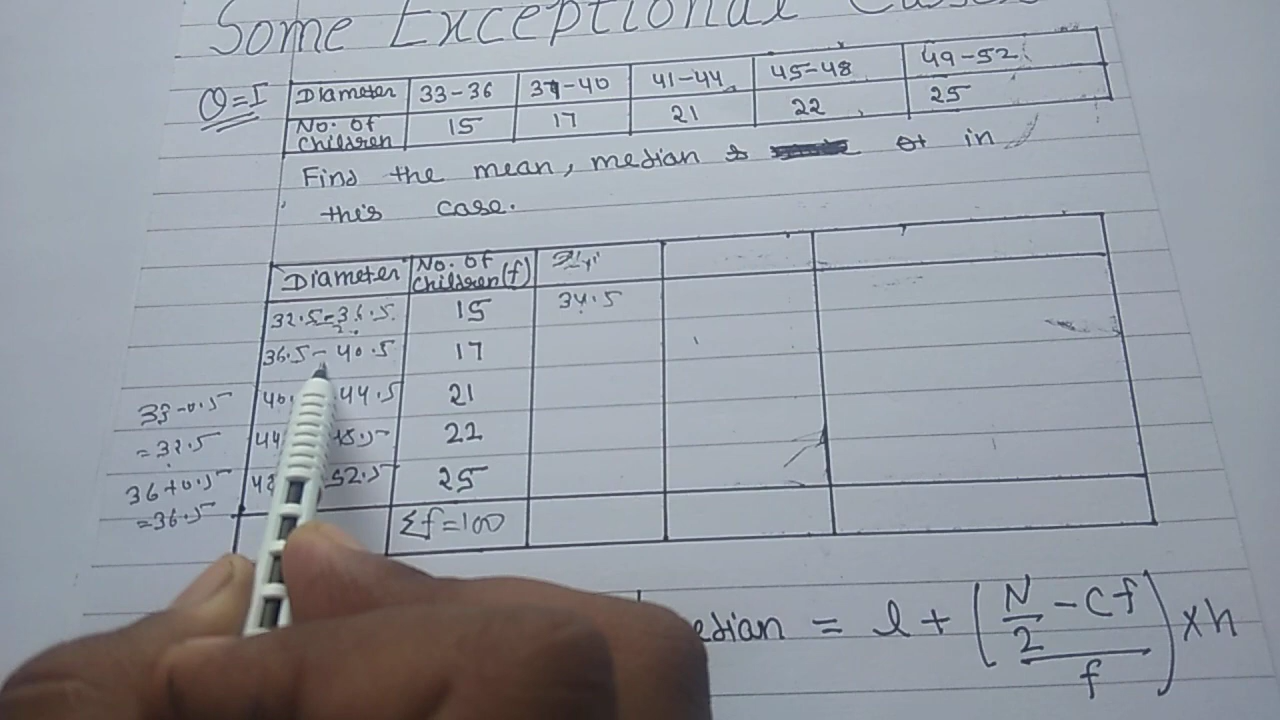 Some Exceptional
Q=I Diameter 33-36 37-40 41-44 45-48 49-52
No. of Children 15 17 21 22 25
Find the mean, median & of in
this case.
Diameter No. of Children(f)
32.5-36.5 15 34.5
36.5-40.5 17
33-0.5 44.5 21
=32.5 22
36+0.5 52.5 25
=36.5
Σf=100
edian = l + (N/2 - Cf / f) x h